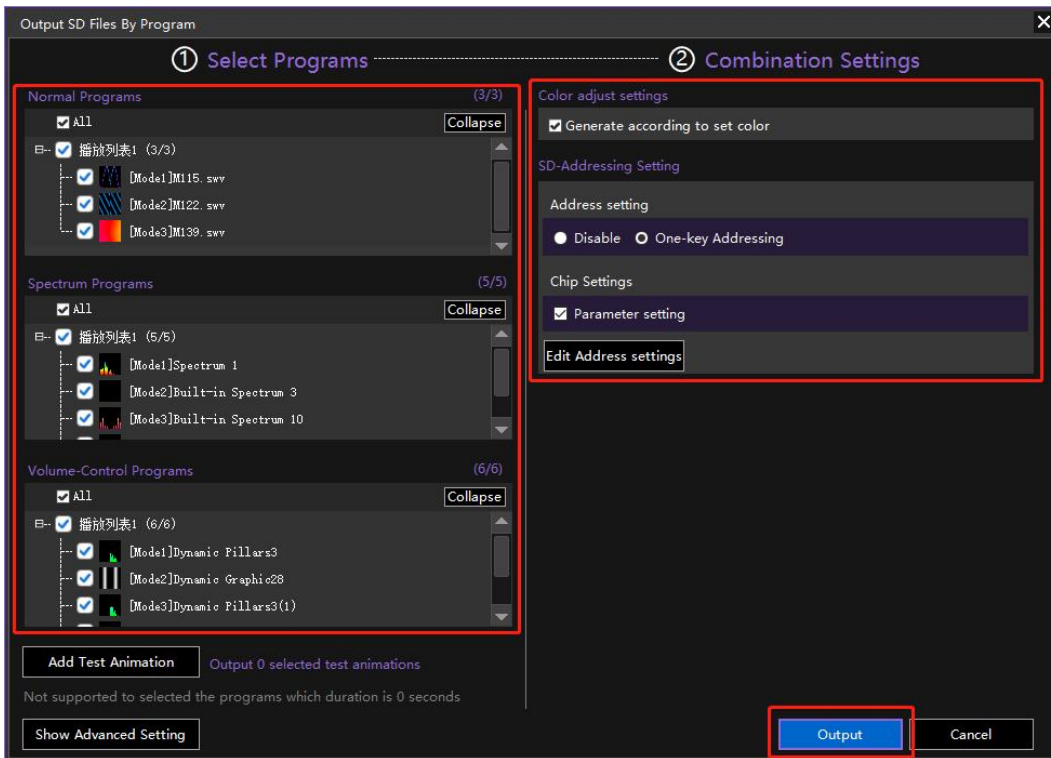 Output SD Files By Program
① Select Programs
② Combination Settings
Normal Programs (3/3)
All Collapse
播放列表1 (3/3)
[Mode1]M115.swv
[Mode2]M122.swv
[Mode3]M139.swv
Spectrum Programs (5/5)
All Collapse
播放列表1 (5/5)
[Mode1]Spectrum 1
[Mode2]Built-in Spectrum 3
[Mode3]Built-in Spectrum 10
Volume-Control Programs (6/6)
All Collapse
播放列表1 (6/6)
[Mode1]Dynamic Pillars3
[Mode2]Dynamic Graphic28
[Mode3]Dynamic Pillars3(1)
Add Test Animation Output 0 selected test animations
Not supported to selected the programs which duration is 0 seconds
Show Advanced Setting
Color adjust settings
Generate according to set color
SD-Addressing Setting
Address setting
Disable One-key Addressing
Chip Settings
Parameter setting
Edit Address settings
Output Cancel